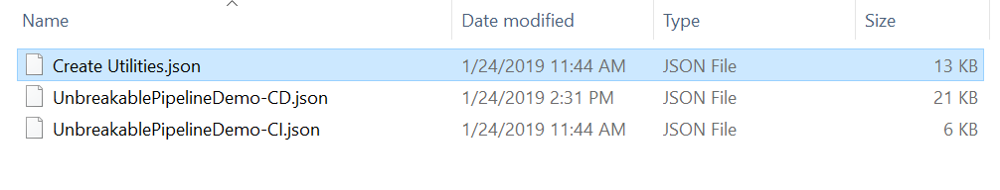 Name Date modified Type Size
Create Utilities.json 1/24/2019 11:44 AM JSON File 13 KB
UnbreakablePipelineDemo-CD.json 1/24/2019 2:31 PM JSON File 21 KB
UnbreakablePipelineDemo-CI.json 1/24/2019 11:44 AM JSON File 6 KB